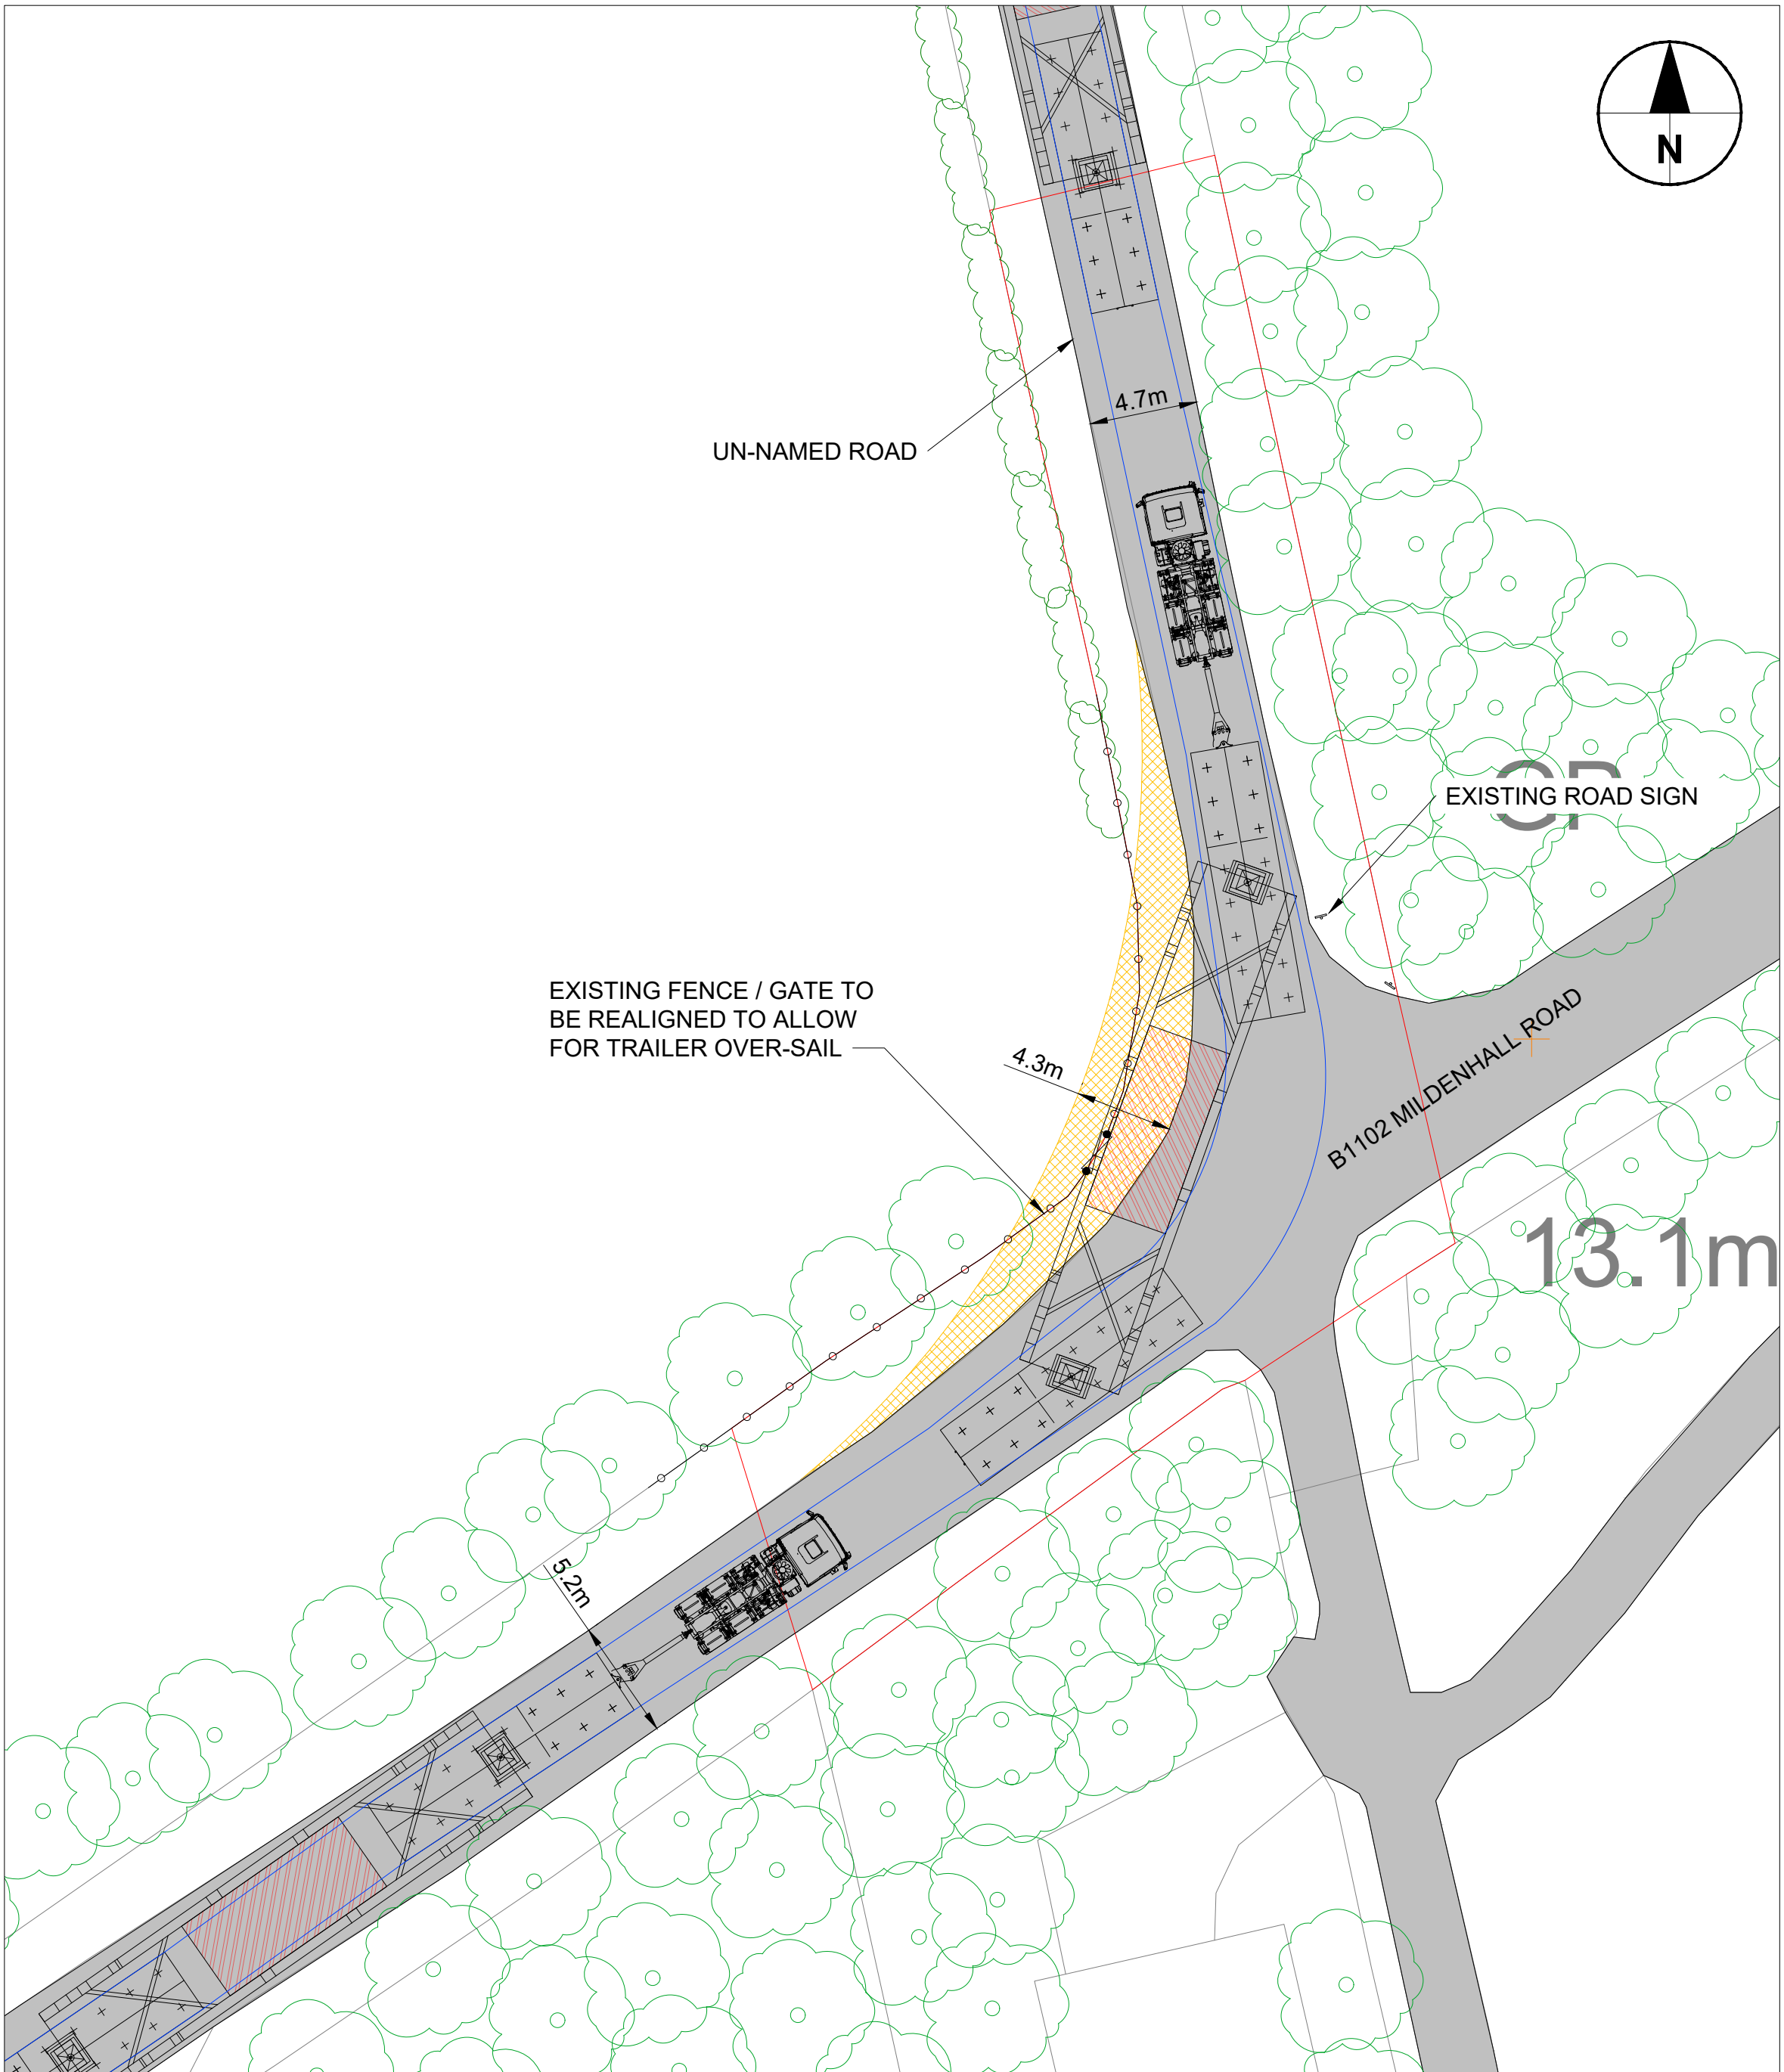 N
4.7m
UN-NAMED ROAD
CP
EXISTING ROAD SIGN
EXISTING FENCE / GATE TO
BE REALIGNED TO ALLOW
FOR TRAILER OVER-SAIL
4.3m
B1102 MILDENHALL ROAD
13.1m
5.2m